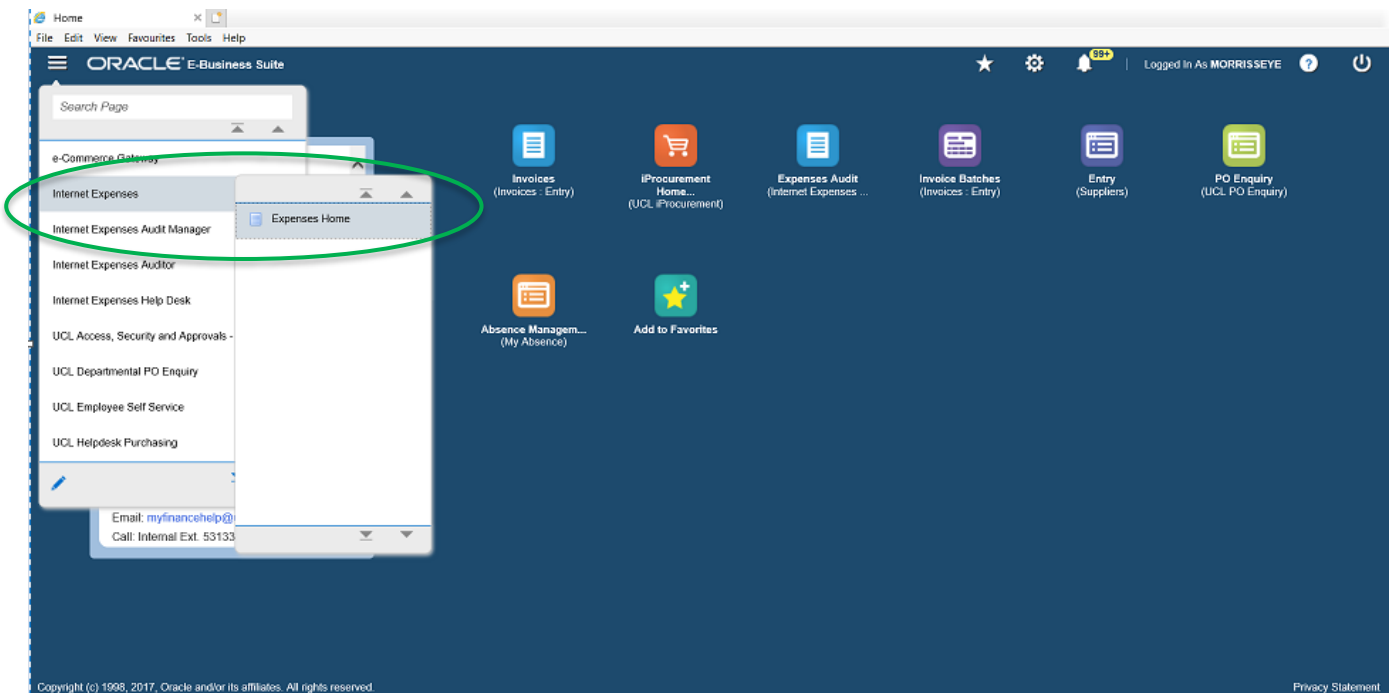 Home
File Edit View Favourites Tools Help
ORACLE E-Business Suite
99+
Logged In As MORRISSEYE
?
Search Page
e-Commerce Gateway
Internet Expenses
Internet Expenses Audit Manager
Internet Expenses Auditor
Internet Expenses Help Desk
UCL Access, Security and Approvals -
UCL Departmental PO Enquiry
UCL Employee Self Service
UCL Helpdesk Purchasing
Expenses Home
Email: myfinancehelp@
Call: Internal Ext. 53133
Invoices
(Invoices : Entry)
iProcurement
Home...
(UCL iProcurement)
Expenses Audit
(Internet Expenses ...
Invoice Batches
(Invoices : Entry)
Entry
(Suppliers)
PO Enquiry
(UCL PO Enquiry)
Absence Managem...
(My Absence)
Add to Favorites
Copyright (c) 1998, 2017, Oracle and/or its affiliates. All rights reserved.
Privacy Statement